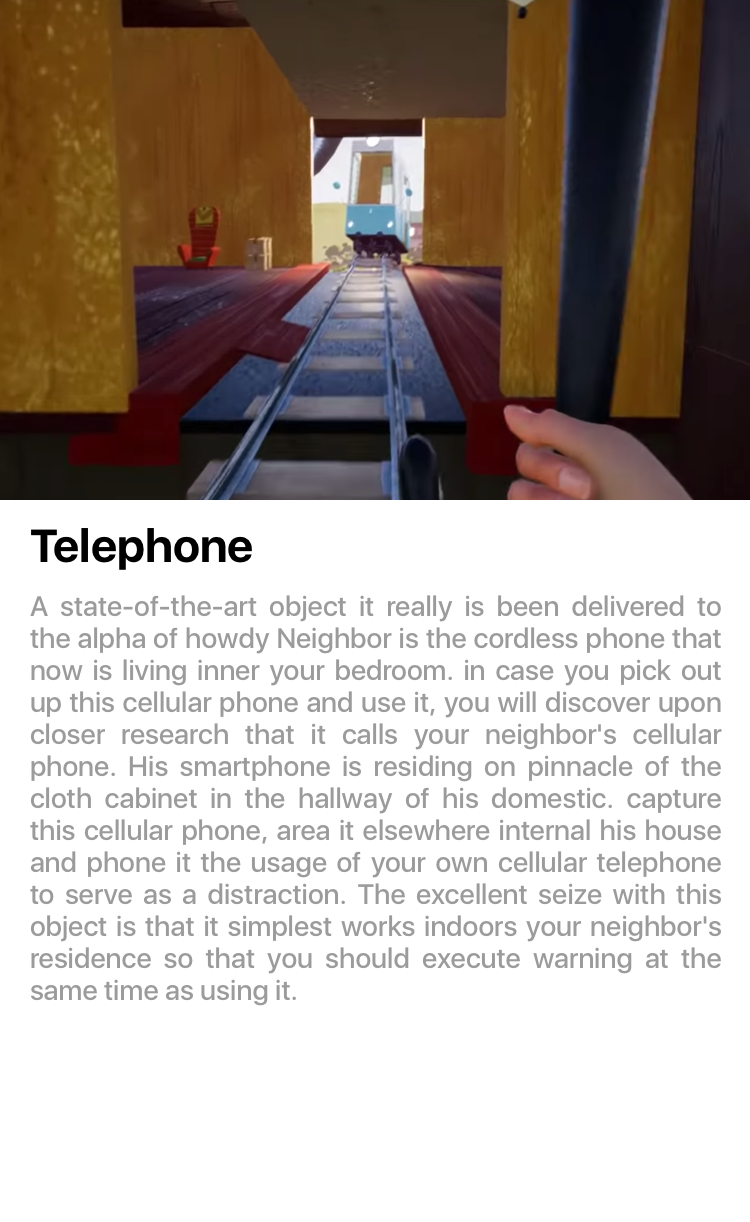 Telephone
A state-of-the-art object it really is been delivered to
the alpha of howdy Neighbor is the cordless phone that
now is living inner your bedroom. in case you pick out
up this cellular phone and use it, you will discover upon
closer research that it calls your neighbor's cellular
phone. His smartphone is residing on pinnacle of the
cloth cabinet in the hallway of his domestic. capture
this cellular phone, area it elsewhere internal his house
and phone it the usage of your own cellular telephone
to serve as a distraction. The excellent seize with this
object is that it simplest works indoors your neighbor's
residence so that you should execute warning at the
same time as using it.